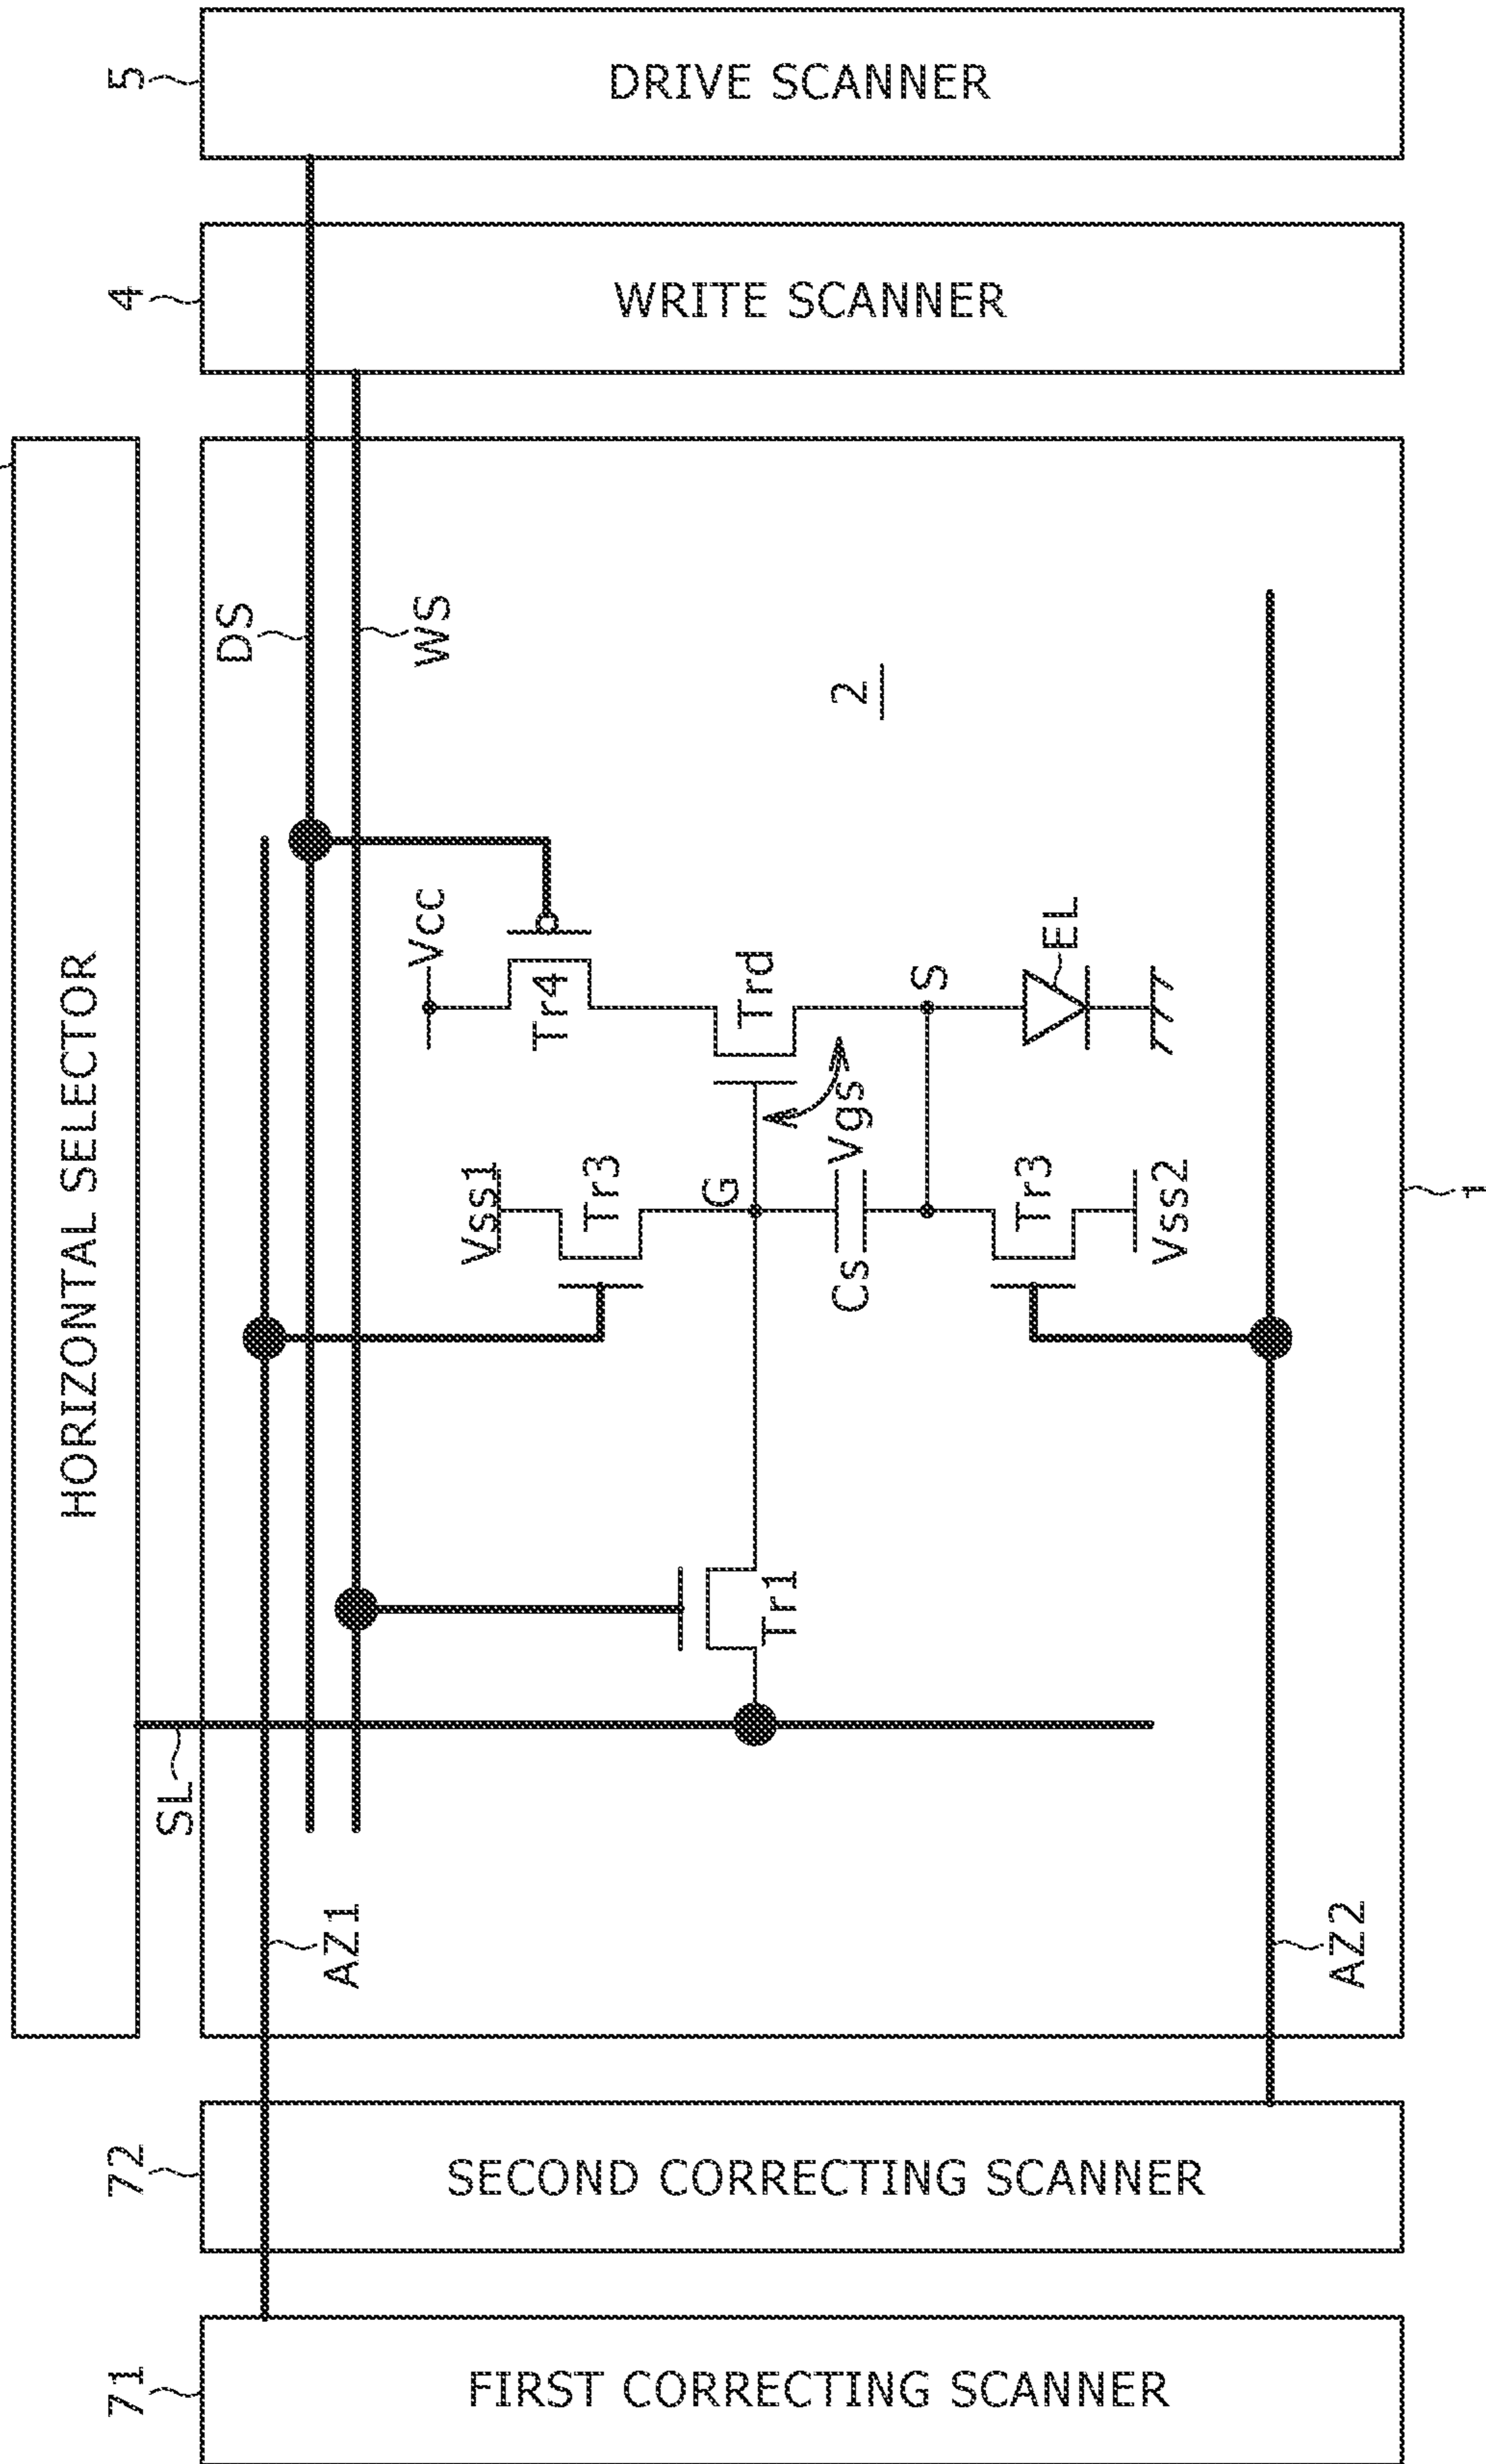 5
DRIVE SCANNER
4
WRITE SCANNER
HORIZONTAL SELECTOR
DS
WS
2
Vcc
Tr4
Trd
S
EL
Vgs
Vss1
Tr3
G
Cs
Tr3
Vss2
1
Tr1
SL
AZ1
AZ2
72
SECOND CORRECTING SCANNER
71
FIRST CORRECTING SCANNER